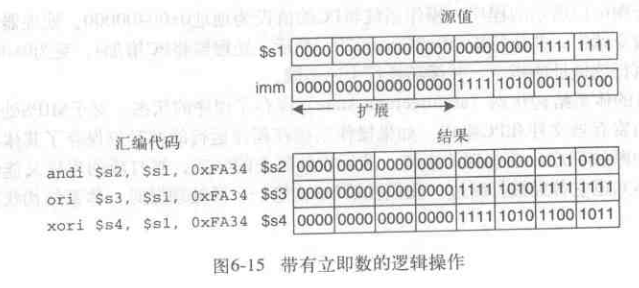 源值
$s1 0000 0000 0000 0000 0000 0000 1111 1111
imm 0000 0000 0000 0000 1111 1010 0011 0100
扩展
汇编代码 结果
andi $s2, $s1, 0xFA34 $s2 0000 0000 0000 0000 0000 0000 0011 0100
ori $s3, $s1, 0xFA34 $s3 0000 0000 0000 0000 1111 1010 1111 1111
xori $s4, $s1, 0xFA34 $s4 0000 0000 0000 0000 1111 1010 1100 1011
图6-15 带有立即数的逻辑操作